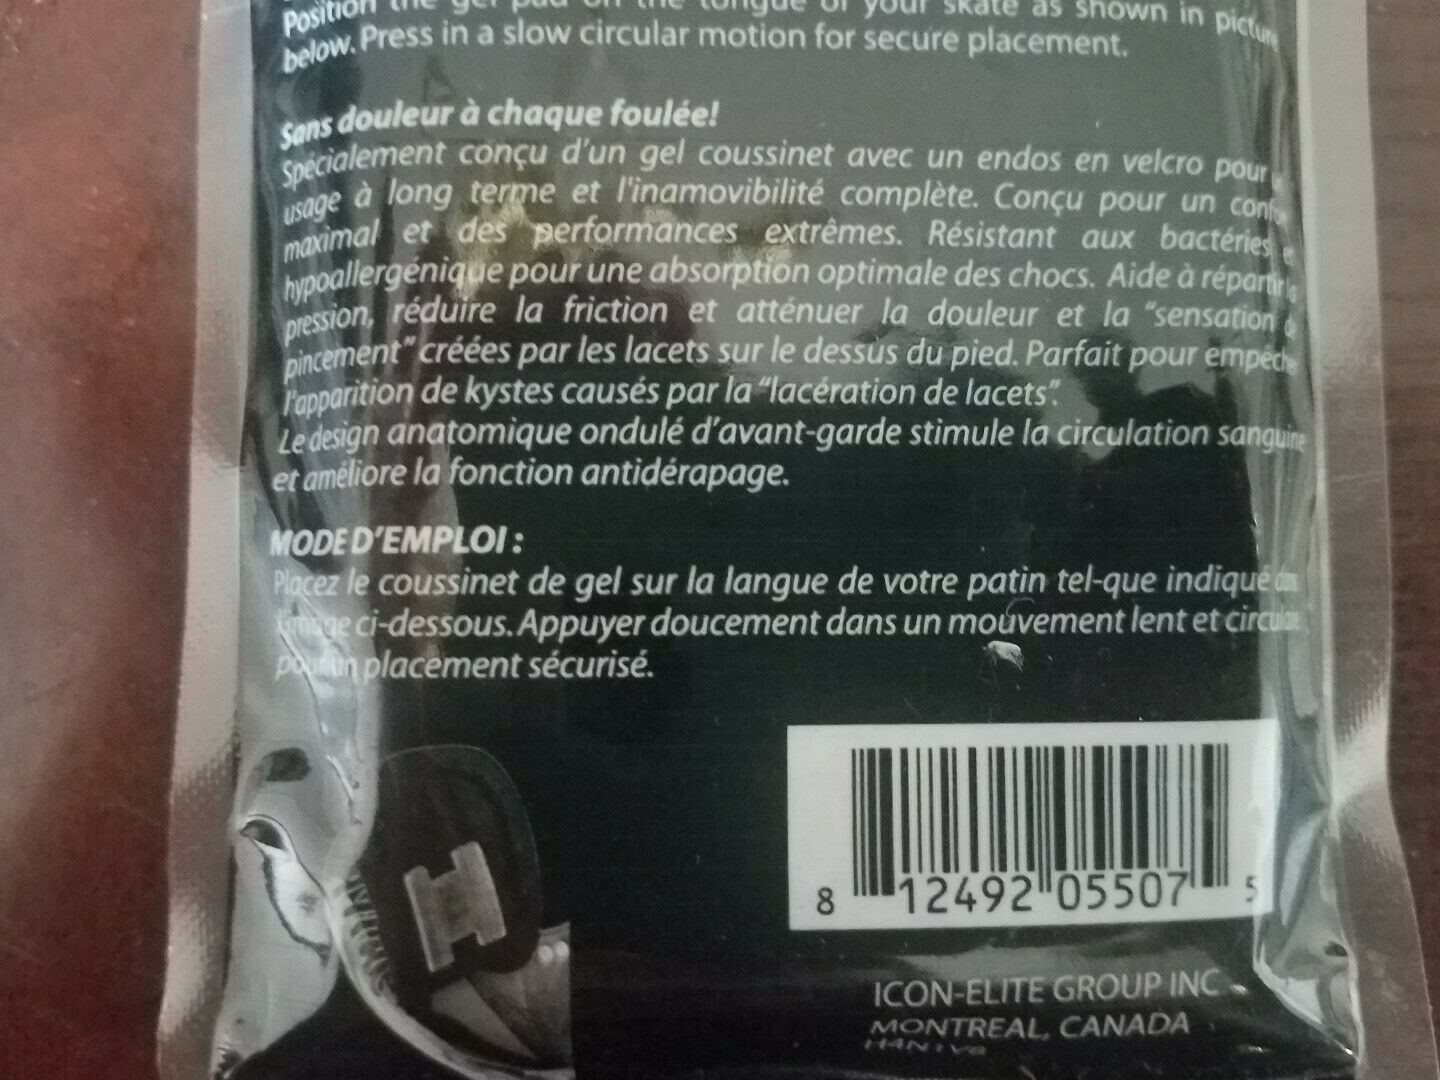 Position the gel pad on the tongue of your skate as shown in picture
below. Press in a slow circular motion for secure placement.
Sans douleur à chaque foulée!
Spécialement conçu d'un gel coussinet avec un endos en velcro pour
usage à long terme et l'inamovibilité complète. Conçu pour un
maximal et des performances extrêmes. Résistant aux bactéries et
hypoallergénique pour une absorption optimale des chocs. Aide à répartir la
pression, réduire la friction et atténuer la douleur et la "sensation de
pincement" créées par les lacets sur le dessus du pied. Parfait pour
l'apparition de kystes causés par la "lacération de lacets".
Le design anatomique ondulé d'avant-garde stimule la circulation sanguine
et améliore la fonction antidérapage.
MODE D'EMPLOI :
Placez le coussinet de gel sur la langue de votre patin tel-que indiqué dans
l'image ci-dessous. Appuyer doucement dans un mouvement lent et
pour un placement sécurisé.
8 12492 05507 5
ICON-ELITE GROUP INC
MONTREAL, CANADA